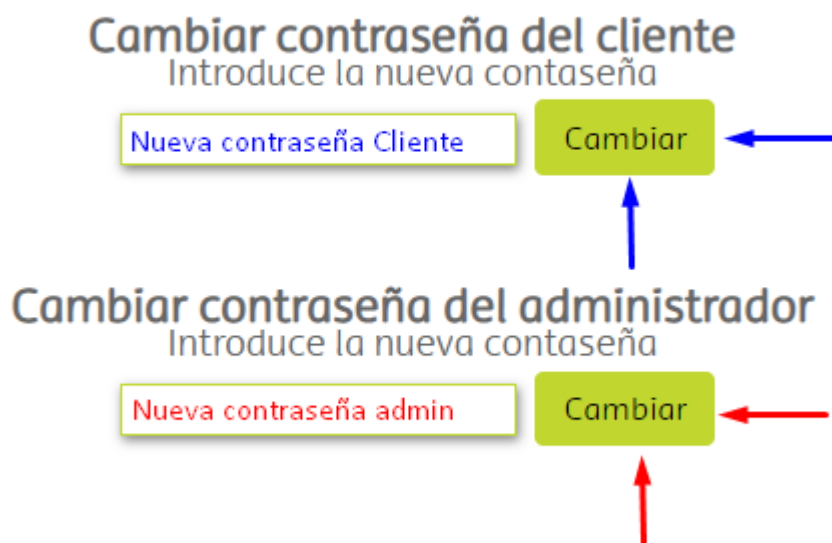 Cambiar contraseña del cliente
Introduce la nueva contaseña
Nueva contraseña Cliente
Cambiar
Cambiar contraseña del administrador
Introduce la nueva contaseña
Nueva contraseña admin
Cambiar